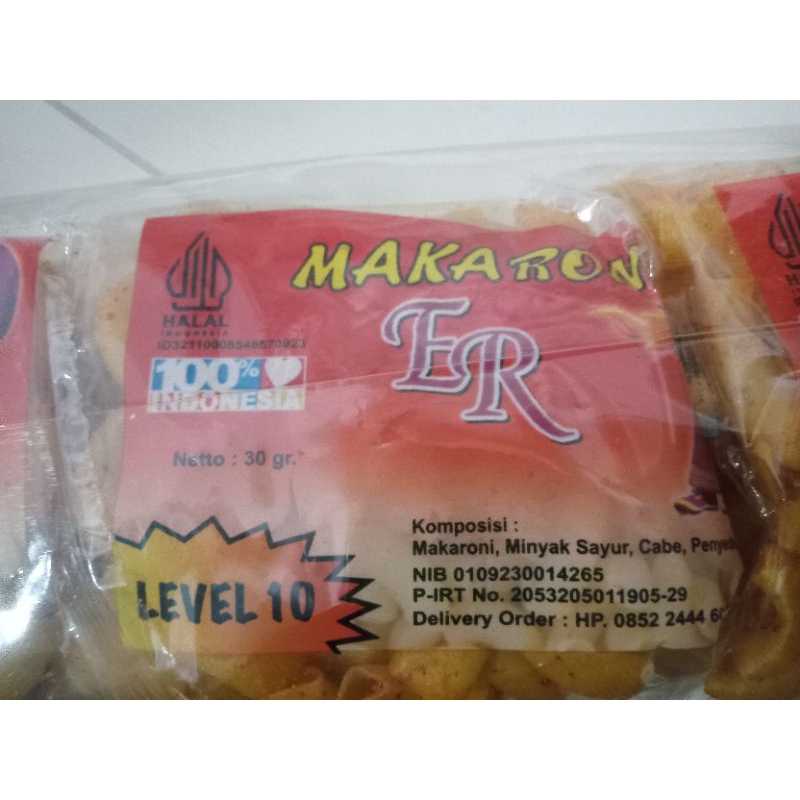 MAKARON
ER
HALAL
INDONESIA
ID32110006548570923
100%
INDONESIA
Netto : 30 gr.
LEVEL 10
Komposisi :
Makaroni, Minyak Sayur, Cabe,
NIB 0109230014265
P-IRT No. 2053205011905-29
Delivery Order : HP. 0852 2444